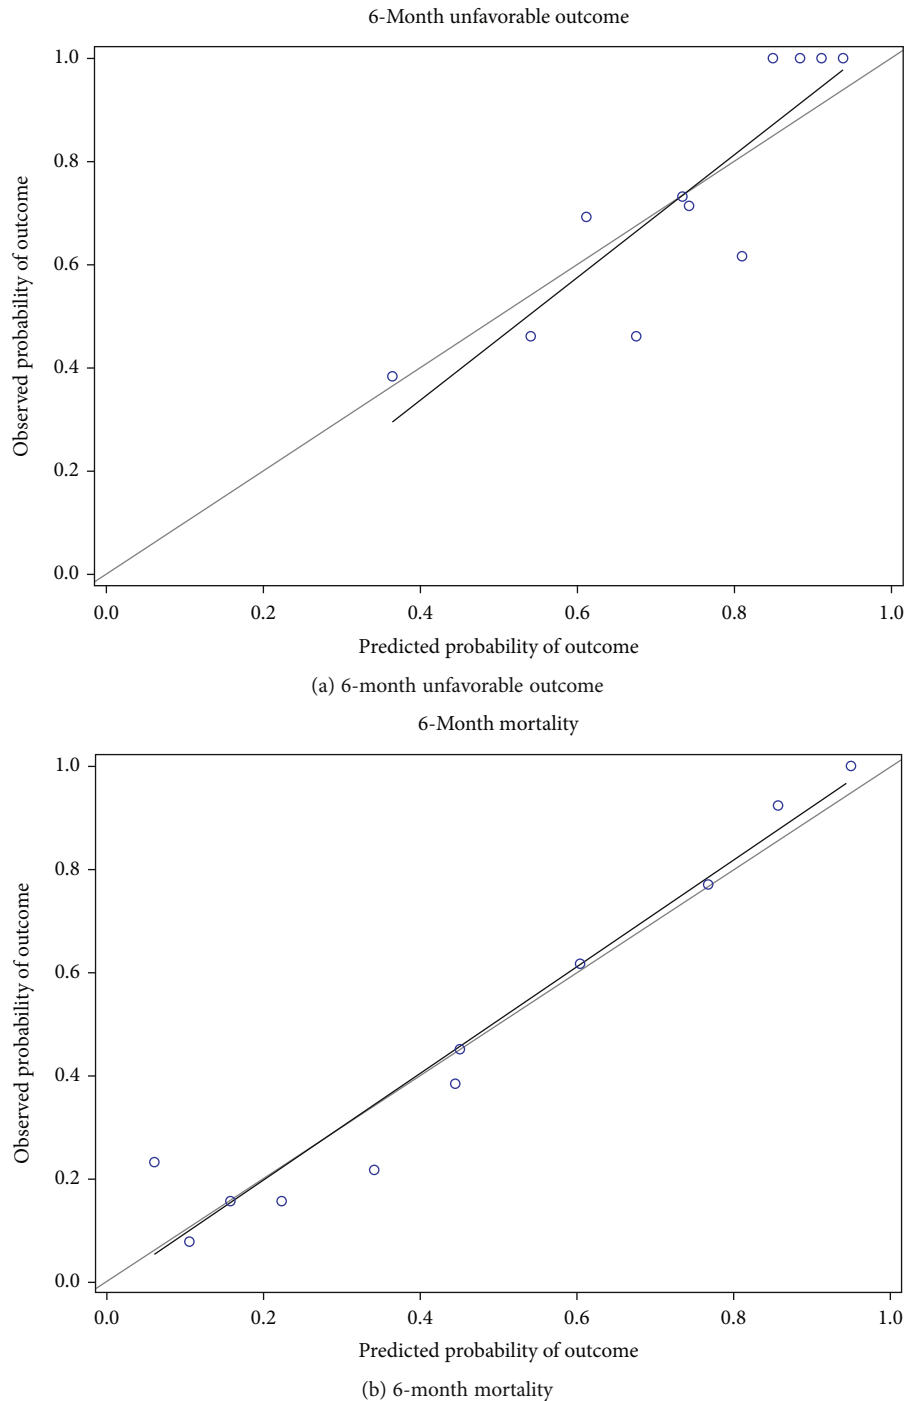 6-Month unfavorable outcome
1.0
0.8
0.6
0.4
0.2
0.0
Observed probability of outcome
0.0 0.2 0.4 0.6 0.8 1.0
Predicted probability of outcome
(a) 6-month unfavorable outcome
6-Month mortality
1.0
0.8
0.6
0.4
0.2
0.0
Observed probability of outcome
0.0 0.2 0.4 0.6 0.8 1.0
Predicted probability of outcome
(b) 6-month mortality